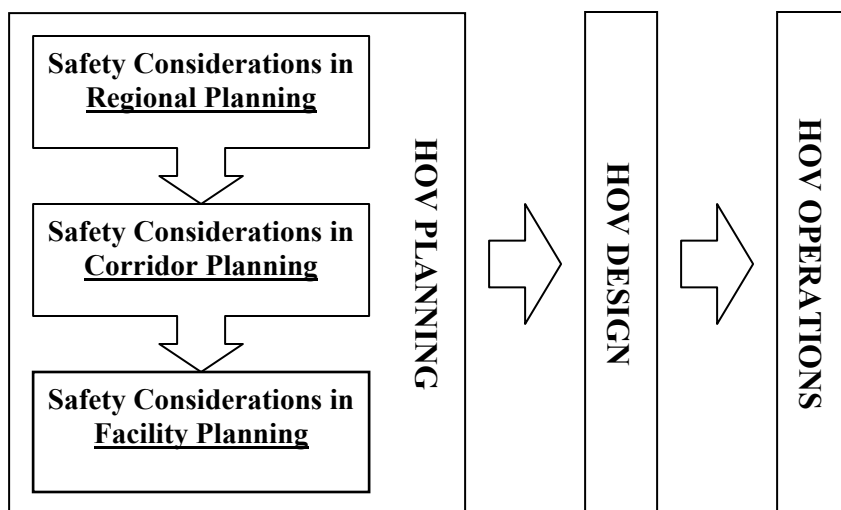 Safety Considerations in
Regional Planning
Safety Considerations in
Corridor Planning
Safety Considerations in
Facility Planning
HOV PLANNING
HOV DESIGN
HOV OPERATIONS